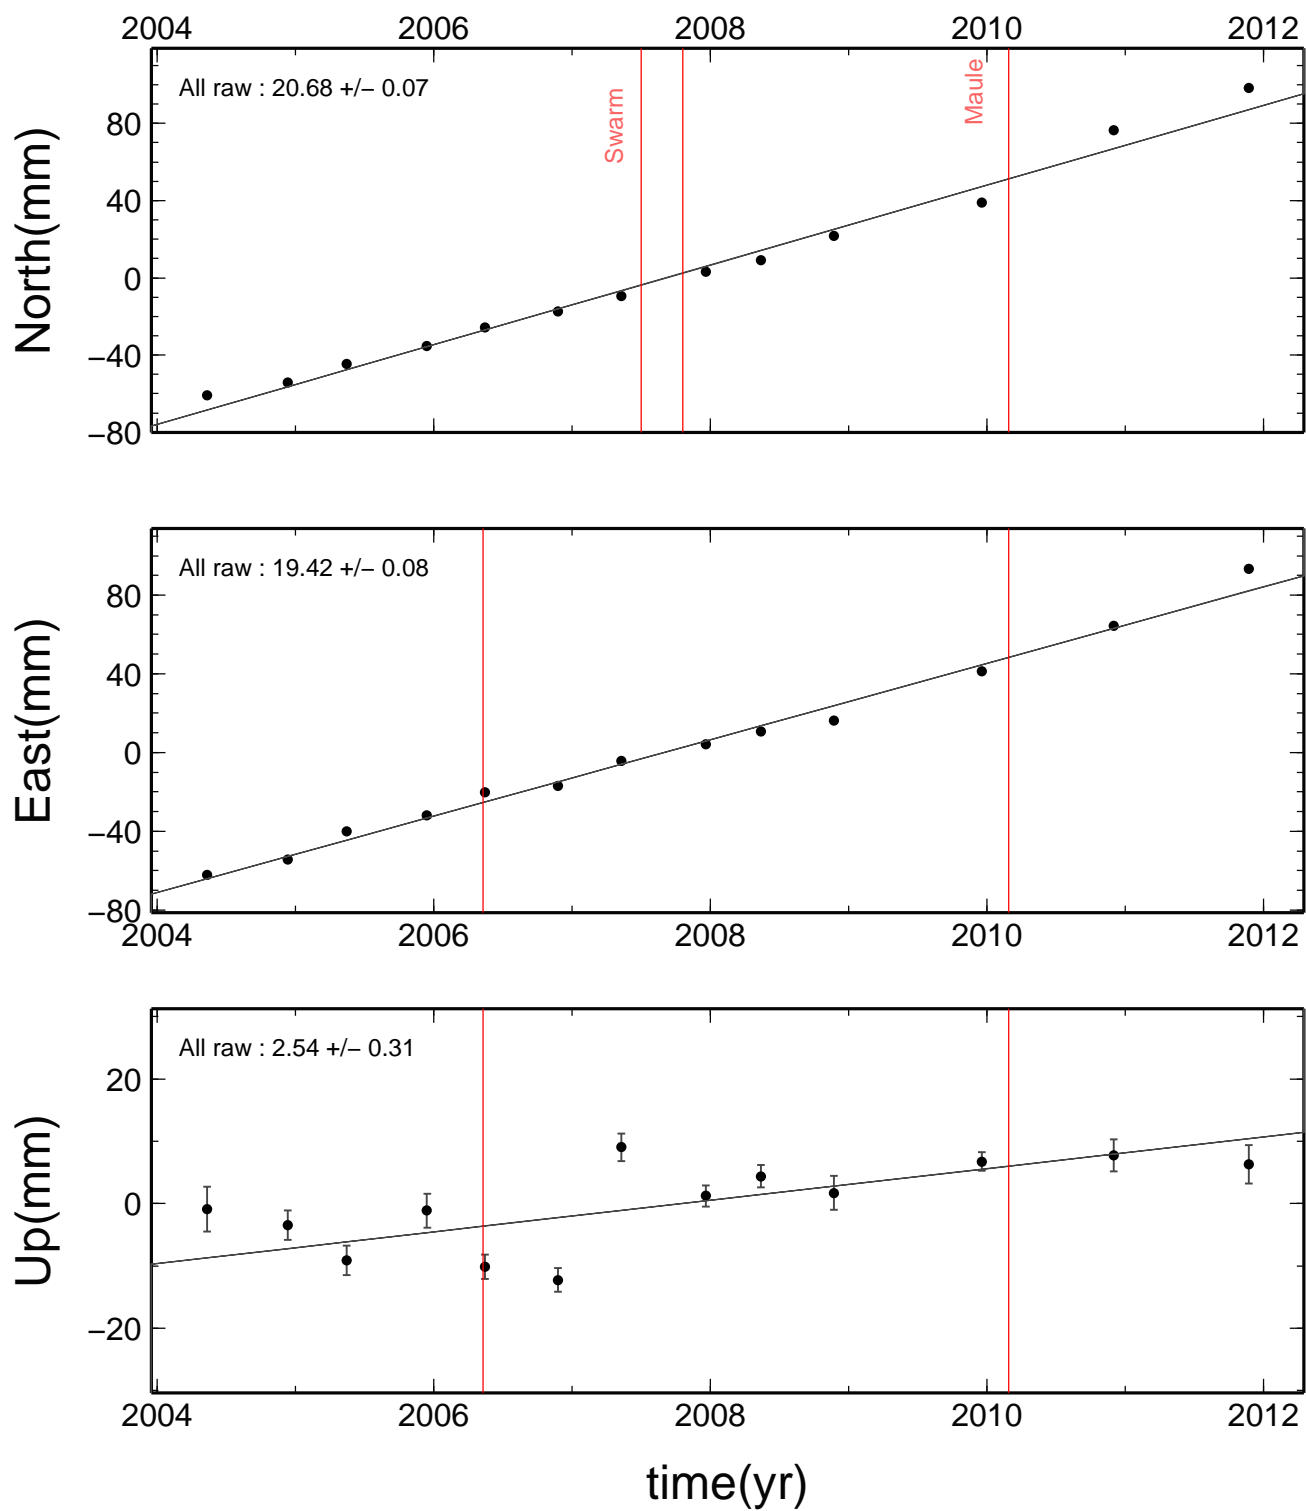 2004 2006 2008 2010 2012
All raw : 20.68 +/− 0.07
Swarm
Maule
80
40
0
−40
−80
North(mm)
All raw : 19.42 +/− 0.08
80
40
0
−40
−80
East(mm)
2004 2006 2008 2010 2012
All raw : 2.54 +/− 0.31
20
0
−20
Up(mm)
2004 2006 2008 2010 2012
time(yr)